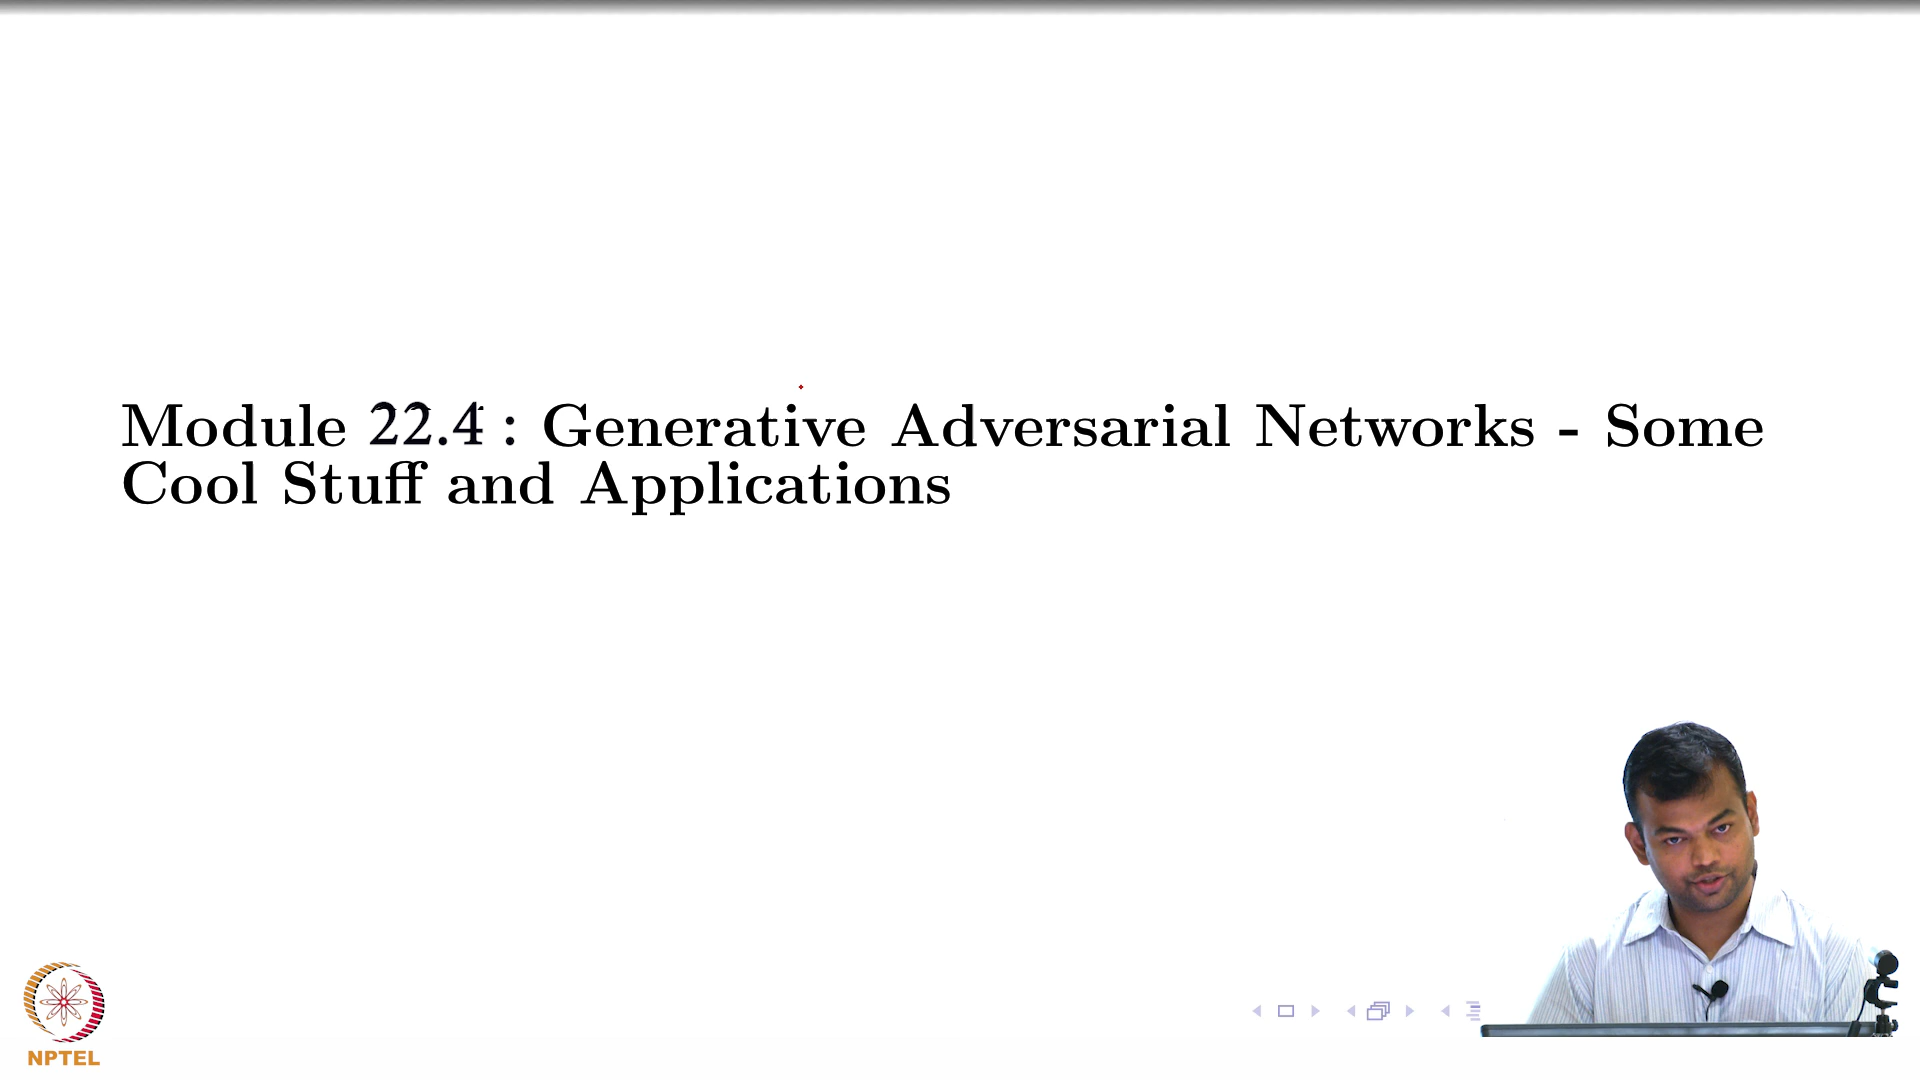 Module 22.4 : Generative Adversarial Networks - Some
Cool Stuff and Applications
NPTEL